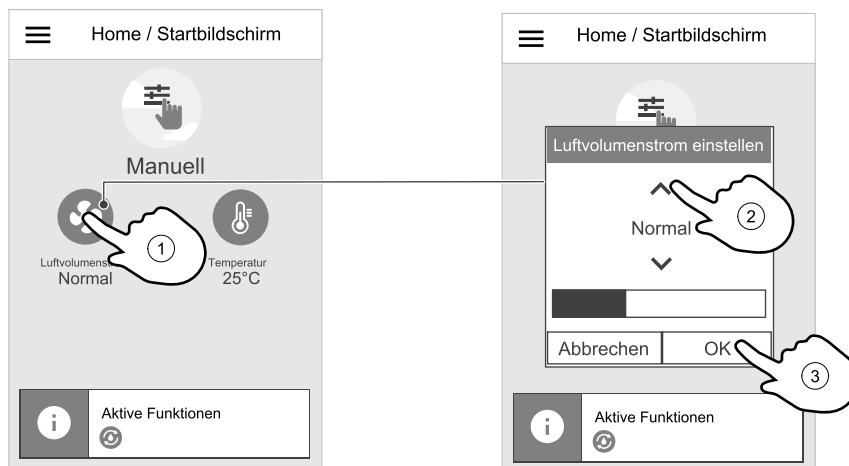 Home / Startbildschirm
Manuell
1
Luftvolumens
Normal
Temperatur
25°C
i
Aktive Funktionen
Home / Startbildschirm
Luftvolumenstrom einstellen
2
Normal
Abbrechen
OK
3
i
Aktive Funktionen